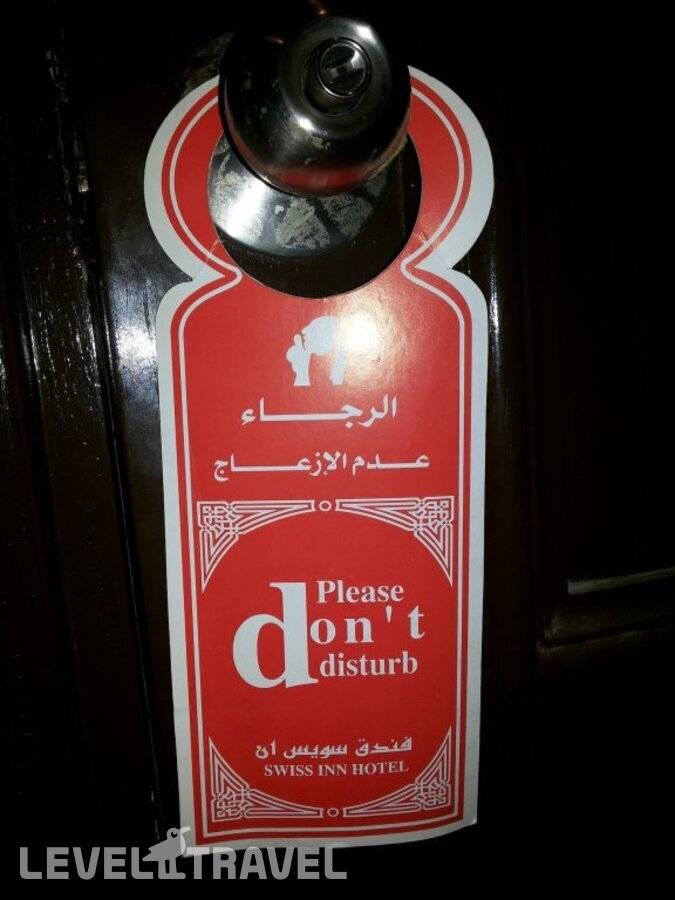 الرجاء
عدم الإزعاج
Please
don't
disturb
فندق سويس ان
SWISS INN HOTEL
LEVEL TRAVEL